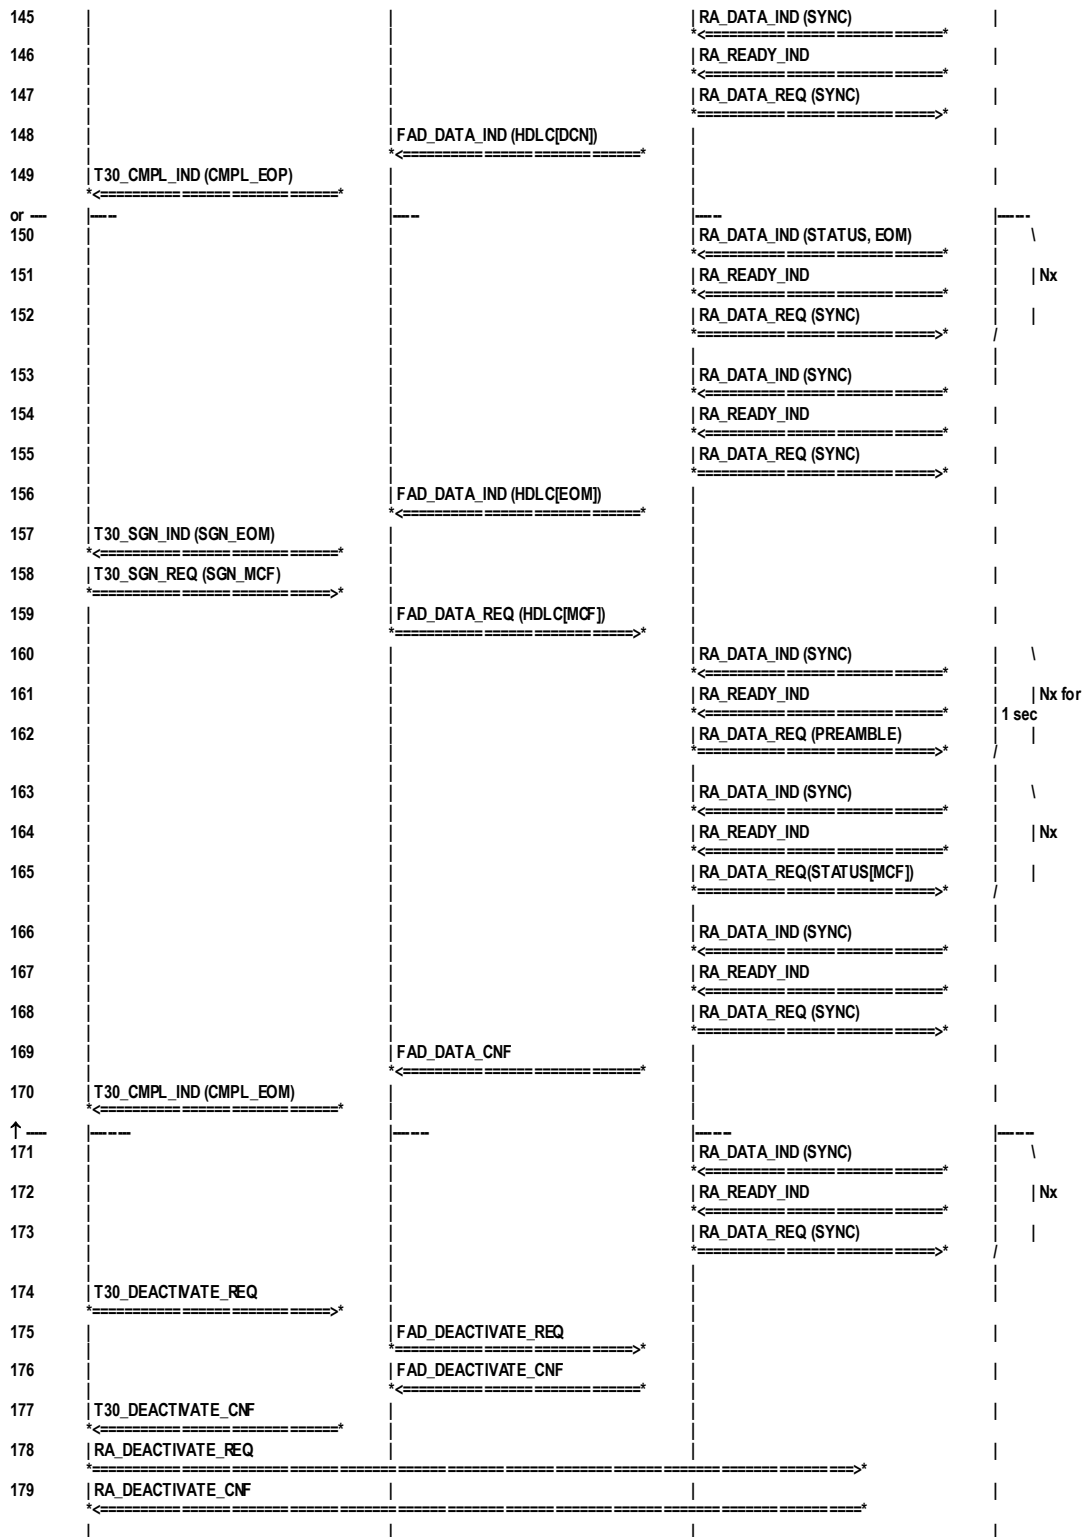 145 | | | RA_DATA_IND (SYNC) |
| | *<=========================*
146 | | | RA_READY_IND |
| | *<=========================*
147 | | | RA_DATA_REQ (SYNC) |
| | *=========================>*
148 | | FAD_DATA_IND (HDLC[DCN]) | |
| *<=========================* |
149 | T30_CMPL_IND (CMPL_EOP) | | |
*<=========================* | |
or ---- |----- |----- |----- |------
150 | | | RA_DATA_IND (STATUS, EOM) | \
| | *<=========================* |
151 | | | RA_READY_IND | | Nx
| | *<=========================* |
152 | | | RA_DATA_REQ (SYNC) | |
| | *=========================>* /
| | | |
153 | | | RA_DATA_IND (SYNC) |
| | *<=========================*
154 | | | RA_READY_IND |
| | *<=========================*
155 | | | RA_DATA_REQ (SYNC) |
| | *=========================>*
156 | | FAD_DATA_IND (HDLC[EOM]) | |
| *<=========================* |
157 | T30_SGN_IND (SGN_EOM) | | |
*<=========================* | |
158 | T30_SGN_REQ (SGN_MCF) | | |
*=========================>* | |
159 | | FAD_DATA_REQ (HDLC[MCF]) | |
| *=========================>* |
160 | | | RA_DATA_IND (SYNC) | \
| | *<=========================* |
161 | | | RA_READY_IND | | Nx for
| | *<=========================* | 1 sec
162 | | | RA_DATA_REQ (PREAMBLE) | |
| | *=========================>* /
| | | |
163 | | | RA_DATA_IND (SYNC) | \
| | *<=========================* |
164 | | | RA_READY_IND | | Nx
| | *<=========================* |
165 | | | RA_DATA_REQ(STATUS[MCF]) | |
| | *=========================>* /
| | | |
166 | | | RA_DATA_IND (SYNC) |
| | *<=========================*
167 | | | RA_READY_IND |
| | *<=========================*
168 | | | RA_DATA_REQ (SYNC) |
| | *=========================>*
169 | | FAD_DATA_CNF | |
| *<=========================* |
170 | T30_CMPL_IND (CMPL_EOM) | | |
*<=========================* | |
↑ ----- |------- |------ |------ |------
171 | | | RA_DATA_IND (SYNC) | \
| | *<=========================* |
172 | | | RA_READY_IND | | Nx
| | *<=========================* |
173 | | | RA_DATA_REQ (SYNC) | |
| | *=========================>* /
| | | |
174 | T30_DEACTIVATE_REQ | | |
*=========================>* | |
175 | | FAD_DEACTIVATE_REQ | |
| *=========================>* |
176 | | FAD_DEACTIVATE_CNF | |
| *<=========================* |
177 | T30_DEACTIVATE_CNF | | |
*<=========================* | |
178 | RA_DEACTIVATE_REQ | | |
*==================================================================>*
179 | RA_DEACTIVATE_CNF | | |
*<==================================================================*
| | | |